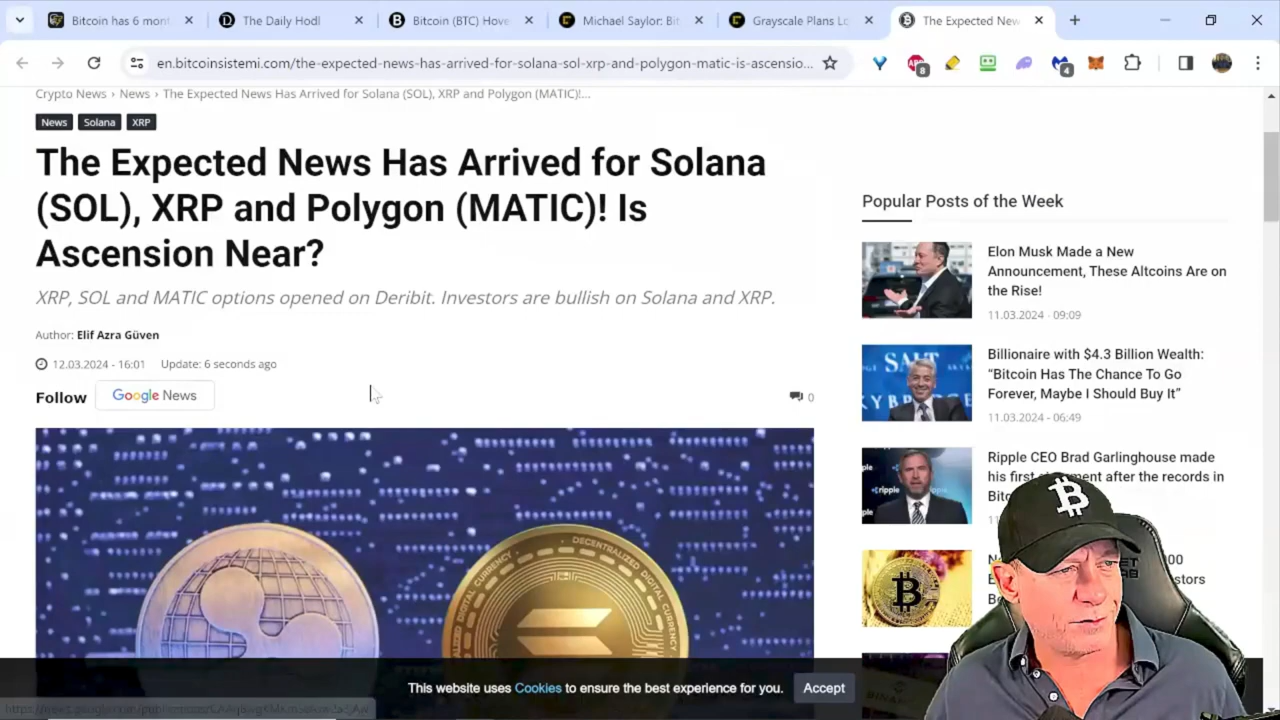 Bitcoin has 6 mont
The Daily Hodl
Bitcoin (BTC) Hove
Michael Saylor: Bit
Grayscale Plans Lo
The Expected New
en.bitcoinsistemi.com/the-expected-news-has-arrived-for-solana-sol-xrp-and-polygon-matic-is-ascensio...
8
4
Crypto News › News › The Expected News Has Arrived for Solana (SOL), XRP and Polygon (MATIC)!...
News Solana XRP
The Expected News Has Arrived for Solana
(SOL), XRP and Polygon (MATIC)! Is
Ascension Near?
XRP, SOL and MATIC options opened on Deribit. Investors are bullish on Solana and XRP.
Author: Elif Azra Güven
12.03.2024 - 16:01 Update: 6 seconds ago
Follow Google News
0
DECENTRALIZED DIGITAL
CURRENCY
Popular Posts of the Week
Elon Musk Made a New
Announcement, These Altcoins Are on
the Rise!
11.03.2024 - 09:09
SALT
Billionaire with $4.3 Billion Wealth:
“Bitcoin Has The Chance To Go
Forever, Maybe I Should Buy It”
11.03.2024 - 06:49
ripple
Ripple CEO Brad Garlinghouse made
his first after the records in
This website uses Cookies to ensure the best experience for you.
Accept